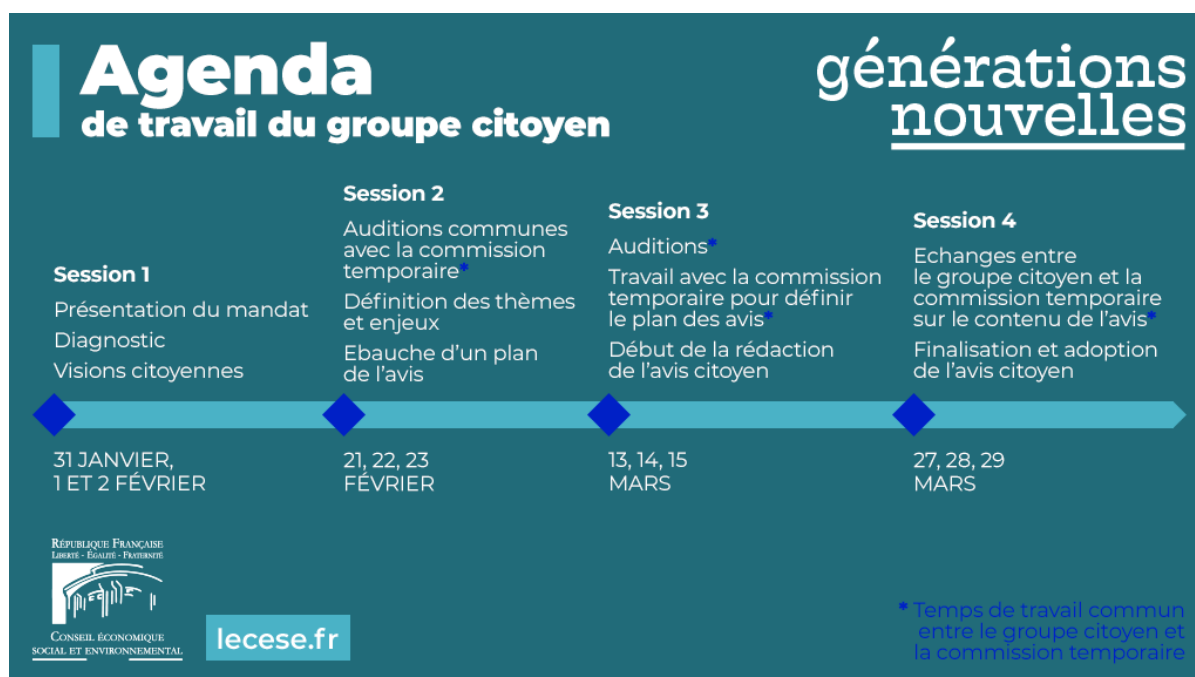 Agenda
de travail du groupe citoyen
générations
nouvelles
Session 1
Présentation du mandat
Diagnostic
Visions citoyennes
31 JANVIER,
1 ET 2 FÉVRIER
Session 2
Auditions communes
avec la commission
temporaire*
Définition des thèmes
et enjeux
Ebauche d'un plan
de l'avis
21, 22, 23
FÉVRIER
Session 3
Auditions*
Travail avec la commission
temporaire pour définir
le plan des avis*
Début de la rédaction
de l'avis citoyen
13, 14, 15
MARS
Session 4
Echanges entre
le groupe citoyen et la
commission temporaire
sur le contenu de l'avis*
Finalisation et adoption
de l'avis citoyen
27, 28, 29
MARS
RÉPUBLIQUE FRANÇAISE
LIBERTÉ - ÉGALITÉ - FRATERNITÉ
CONSEIL ÉCONOMIQUE
SOCIAL ET ENVIRONNEMENTAL
lecese.fr
* Temps de travail commun
entre le groupe citoyen et
la commission temporaire